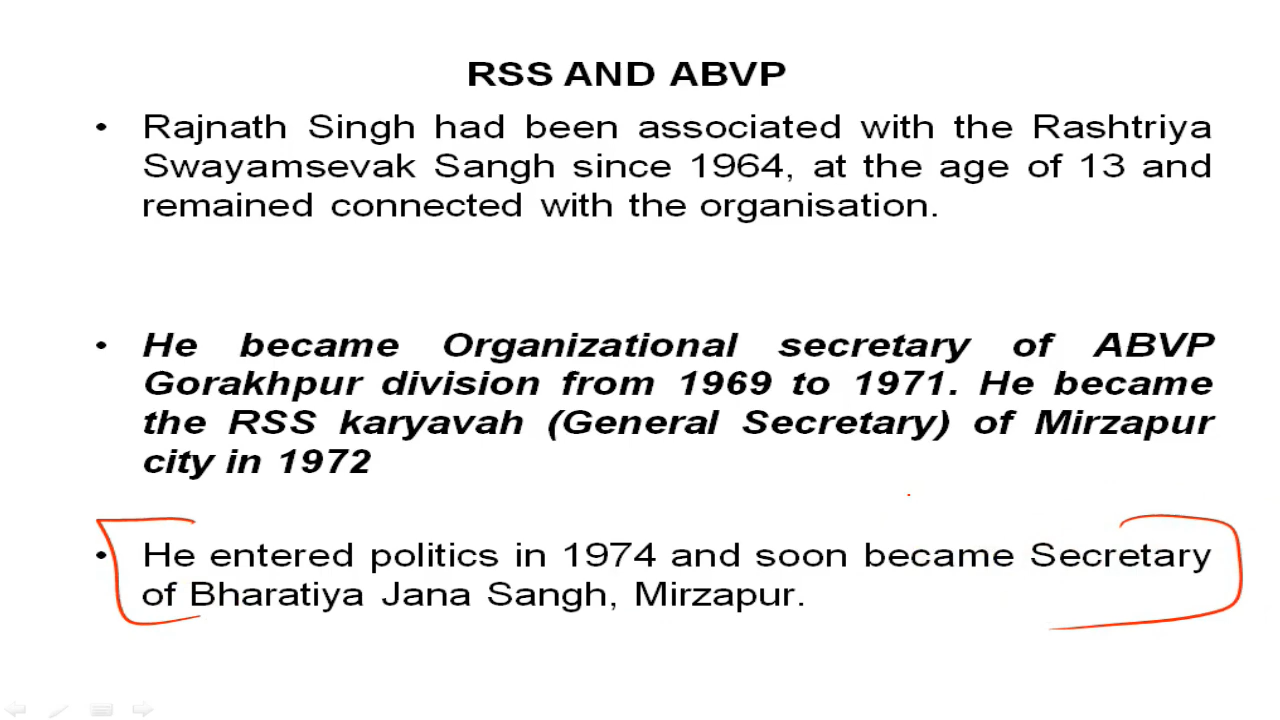 RSS AND ABVP
• Rajnath Singh had been associated with the Rashtriya
Swayamsevak Sangh since 1964, at the age of 13 and
remained connected with the organisation.
• He became Organizational secretary of ABVP
Gorakhpur division from 1969 to 1971. He became
the RSS karyavah (General Secretary) of Mirzapur
city in 1972
• He entered politics in 1974 and soon became Secretary
of Bharatiya Jana Sangh, Mirzapur.